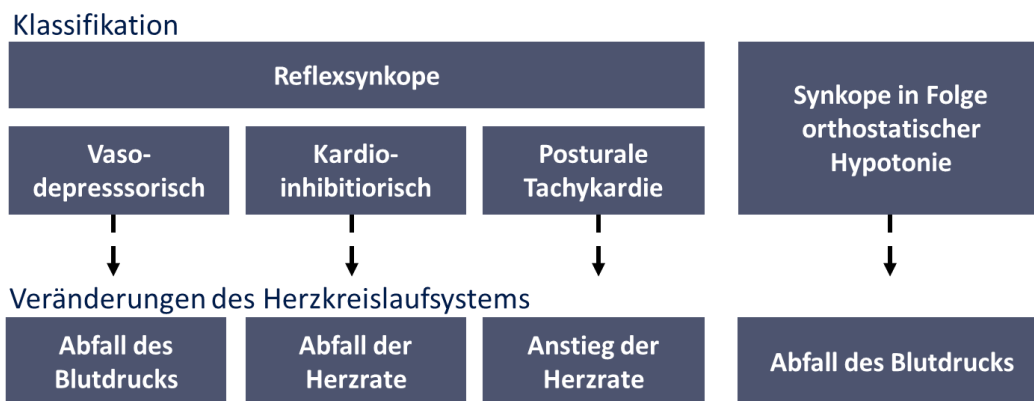 Klassifikation
Reflexsynkope
Synkope in Folge
orthostatischer
Hypotonie
Vaso-
depresssorisch
Kardio-
inhibitiorisch
Posturale
Tachykardie
Veränderungen des Herzkreislaufsystems
Abfall des
Blutdrucks
Abfall der
Herzrate
Anstieg der
Herzrate
Abfall des Blutdrucks